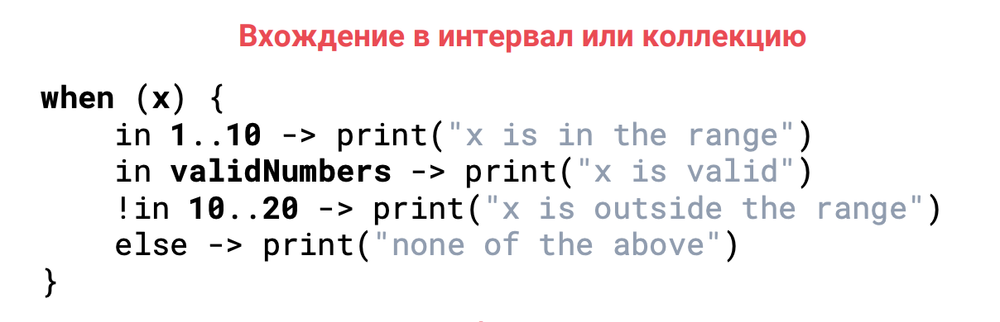 Вхождение в интервал или коллекцию
when (x) {
    in 1..10 -> print("x is in the range")
    in validNumbers -> print("x is valid")
    !in 10..20 -> print("x is outside the range")
    else -> print("none of the above")
}